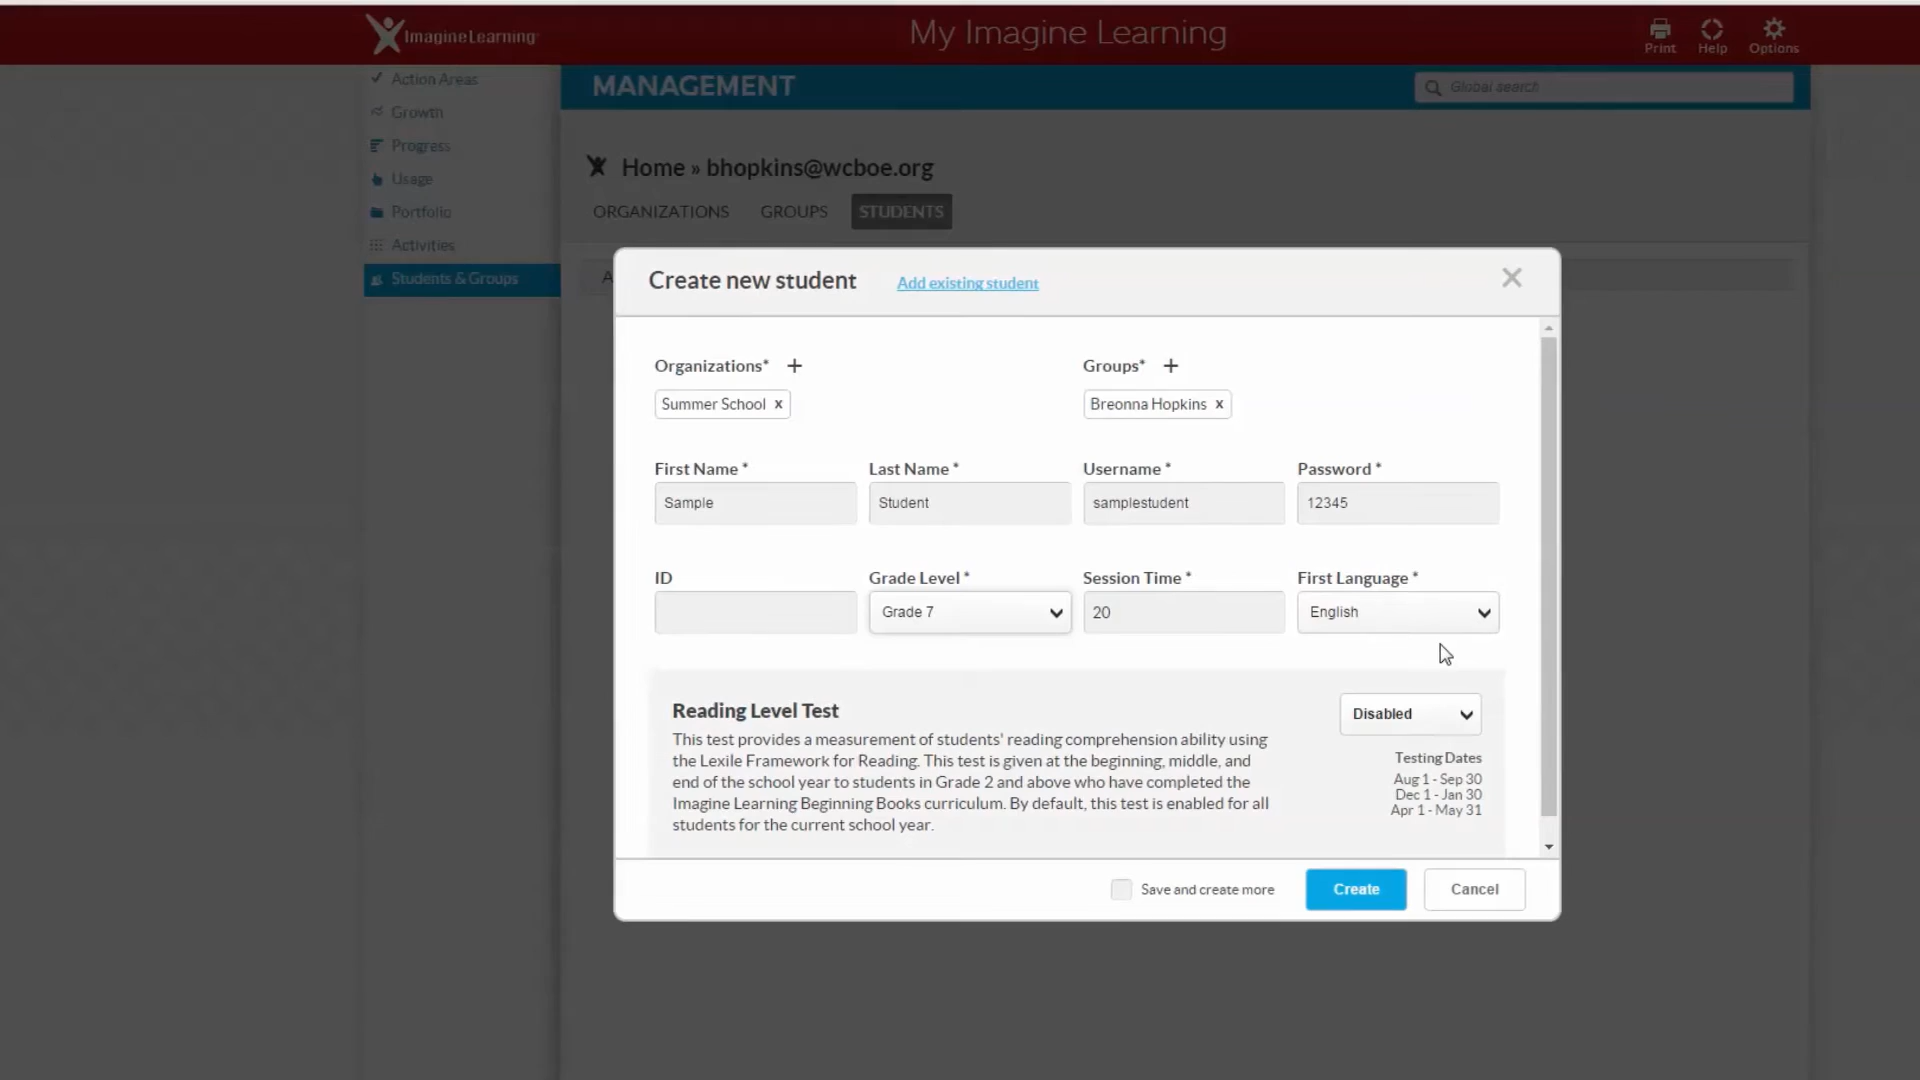 ImagineLearning
My Imagine Learning
Print
Help
Options
Action Areas
Growth
Progress
Usage
Portfolio
Activities
Students & Groups
MANAGEMENT
Global search
Home » bhopkins@wcboe.org
ORGANIZATIONS GROUPS STUDENTS
A
Create new student Add existing student
Organizations* +
Groups* +
Summer School x
Breonna Hopkins x
First Name *
Last Name *
Username *
Password *
Sample
Student
samplestudent
12345
ID
Grade Level *
Session Time *
First Language *
Grade 7
20
English
Reading Level Test
This test provides a measurement of students' reading comprehension ability using
the Lexile Framework for Reading. This test is given at the beginning, middle, and
end of the school year to students in Grade 2 and above who have completed the
Imagine Learning Beginning Books curriculum. By default, this test is enabled for all
students for the current school year.
Disabled
Testing Dates
Aug 1 - Sep 30
Dec 1 - Jan 30
Apr 1 - May 31
Save and create more
Create
Cancel